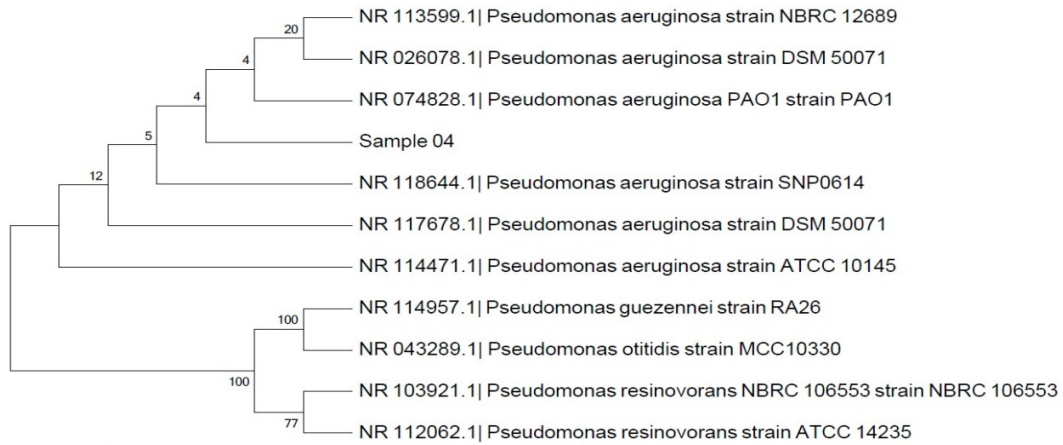 NR 113599.1| Pseudomonas aeruginosa strain NBRC 12689
20
NR 026078.1| Pseudomonas aeruginosa strain DSM 50071
4
NR 074828.1| Pseudomonas aeruginosa PAO1 strain PAO1
4
Sample 04
5
NR 118644.1| Pseudomonas aeruginosa strain SNP0614
12
NR 117678.1| Pseudomonas aeruginosa strain DSM 50071
NR 114471.1| Pseudomonas aeruginosa strain ATCC 10145
NR 114957.1| Pseudomonas guezennei strain RA26
100
NR 043289.1| Pseudomonas otitidis strain MCC10330
100
NR 103921.1| Pseudomonas resinovorans NBRC 106553 strain NBRC 106553
77
NR 112062.1| Pseudomonas resinovorans strain ATCC 14235